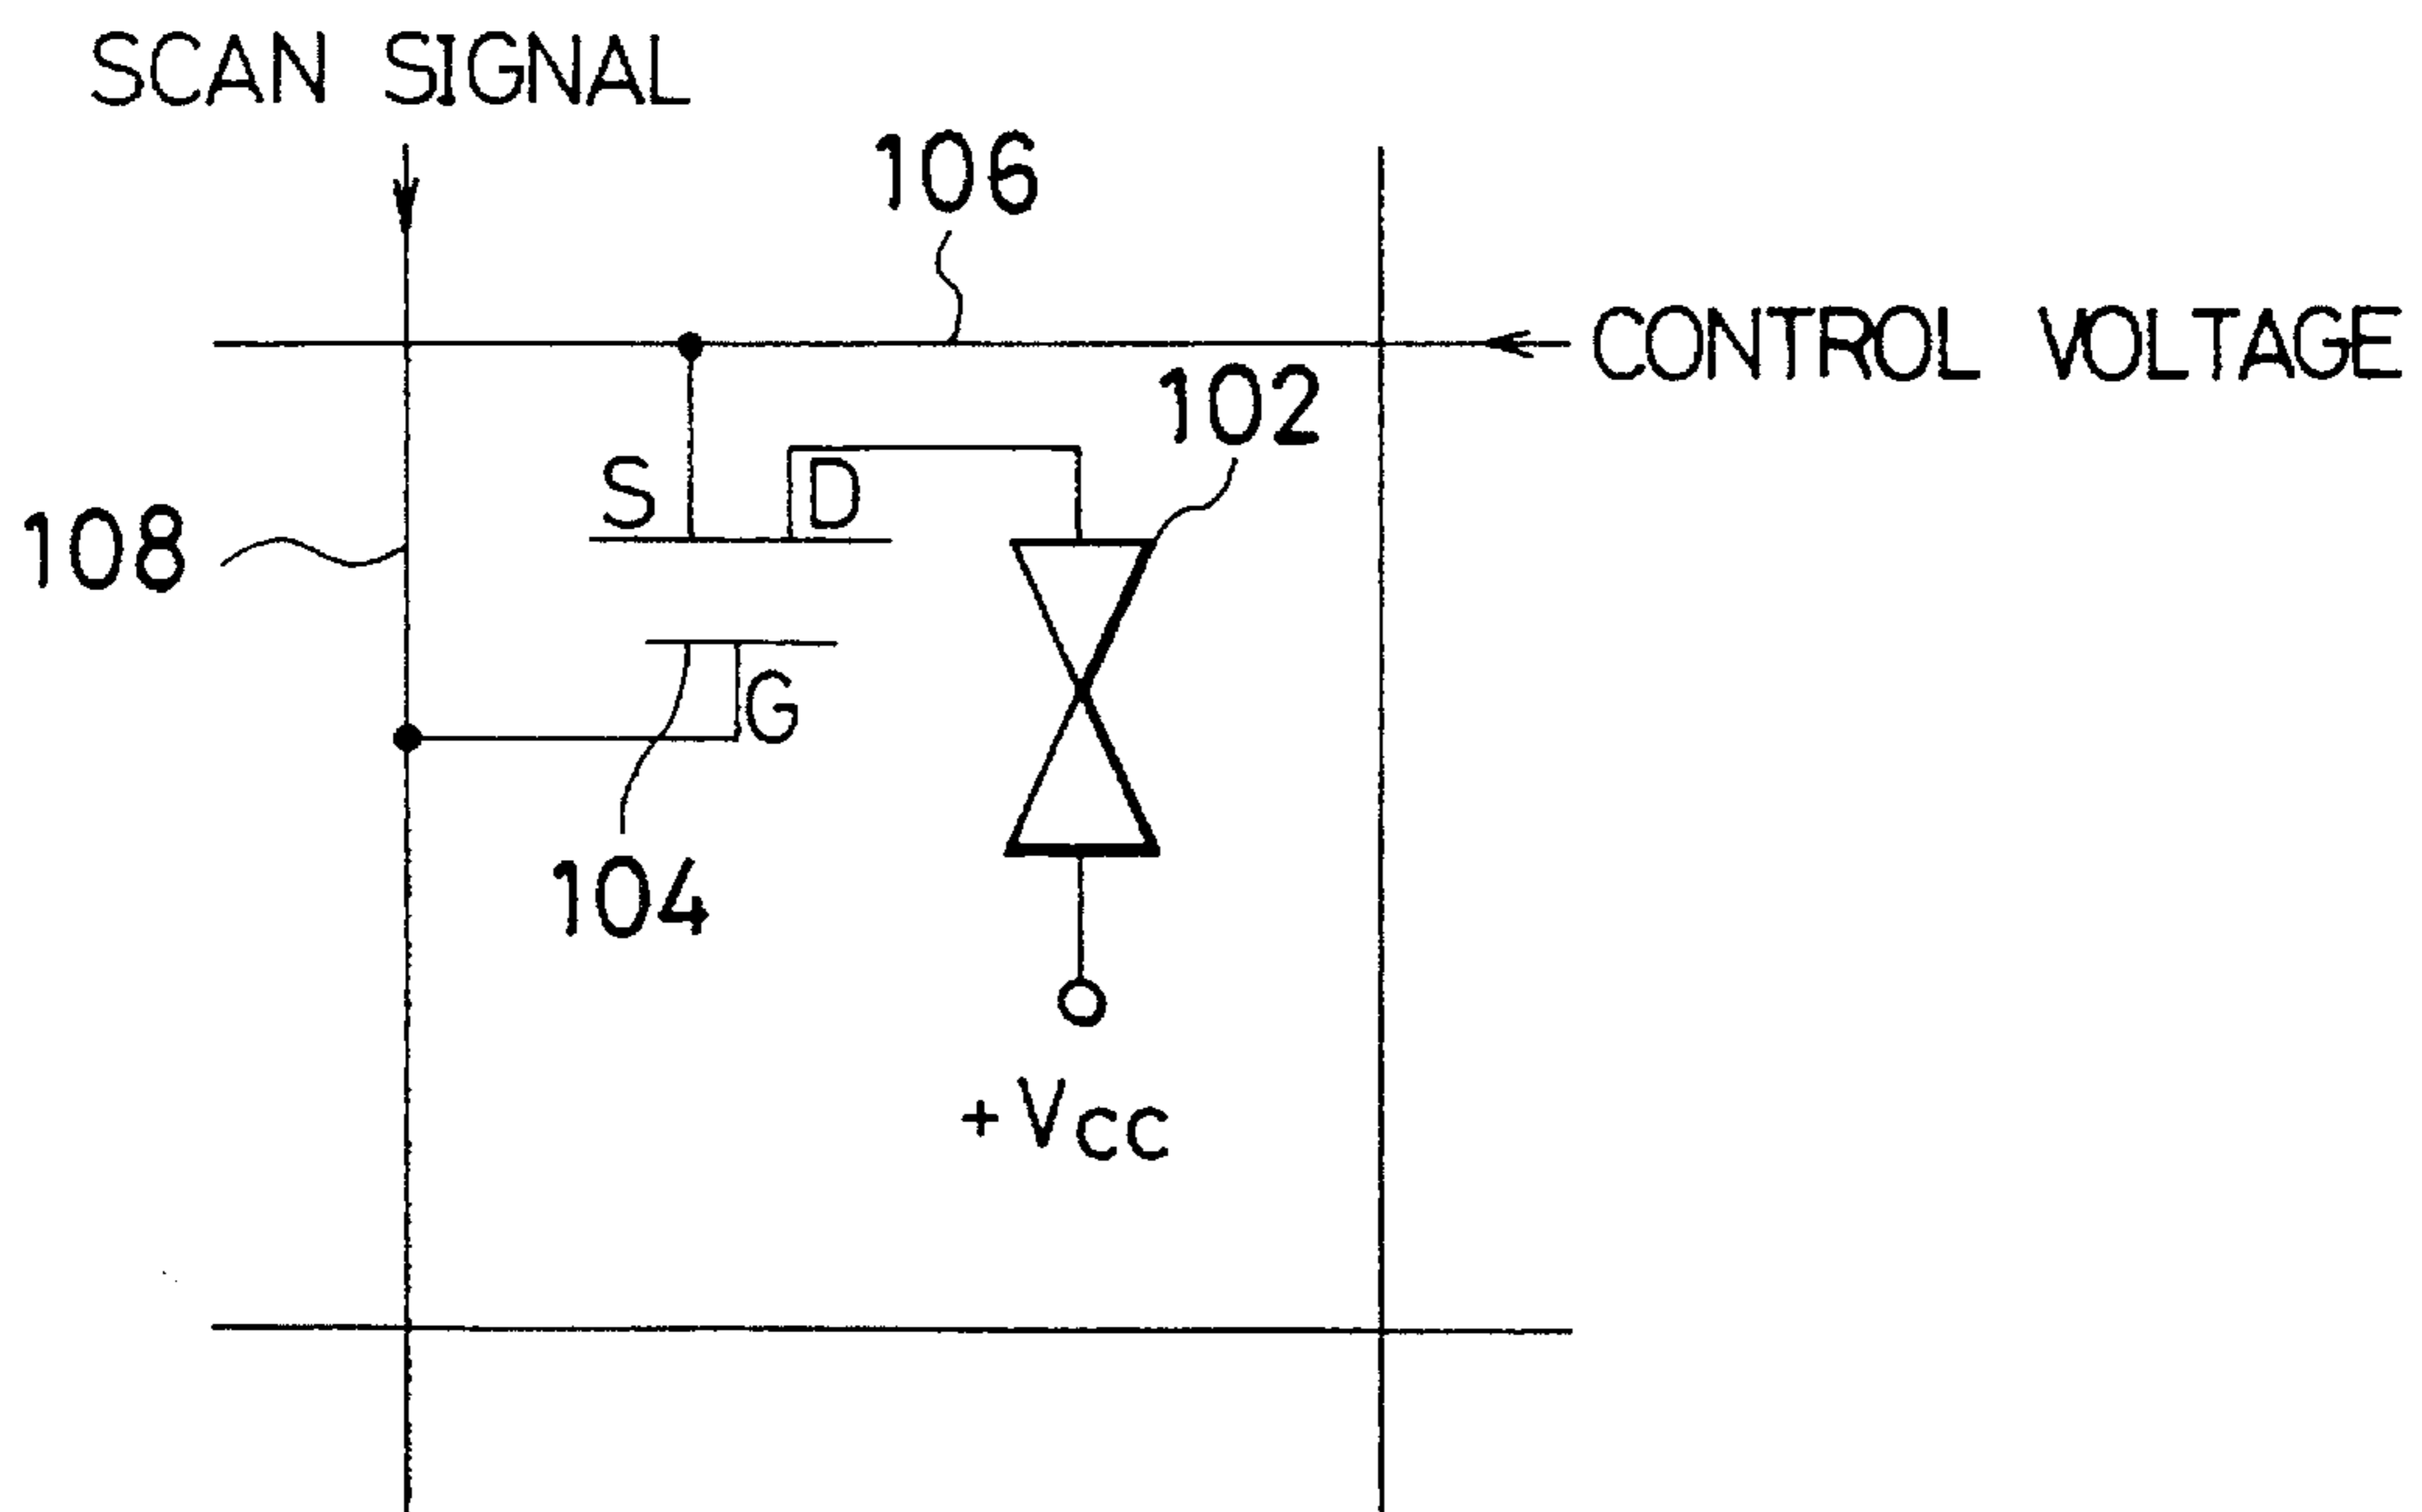 SCAN SIGNAL
106
CONTROL VOLTAGE
102
S
D
108
G
104
+VCC